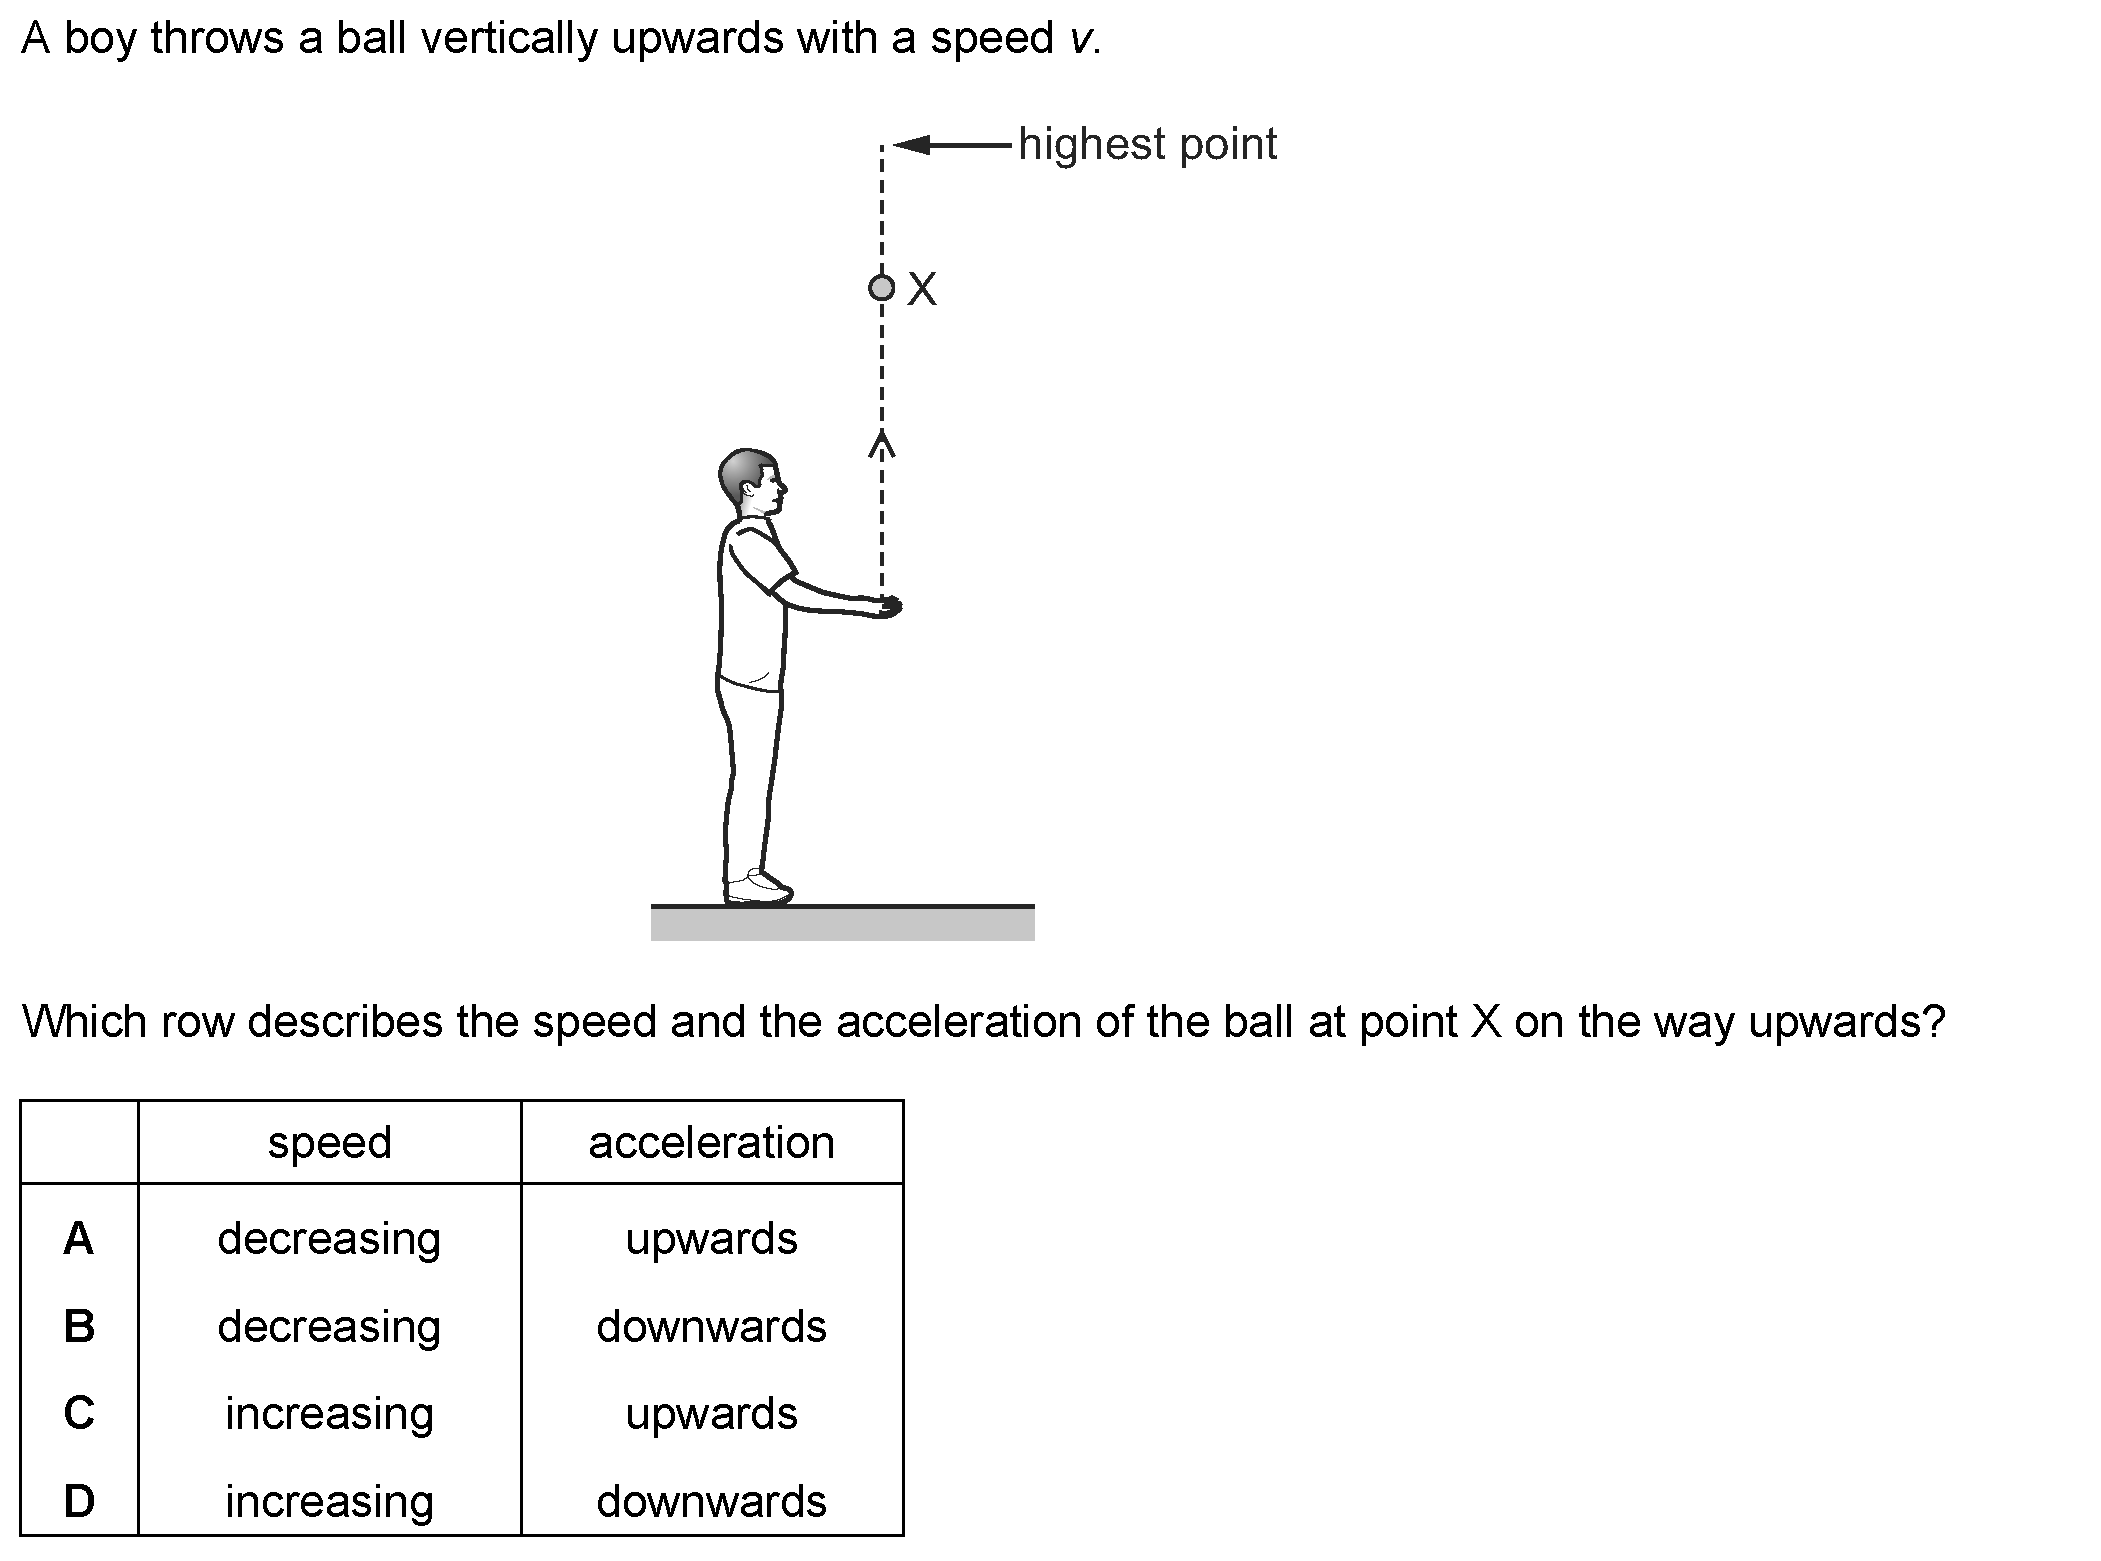 A boy throws a ball vertically upwards with a speed v.
highest point
X
Which row describes the speed and the acceleration of the ball at point X on the way upwards?
speed acceleration
A decreasing upwards
B decreasing downwards
C increasing upwards
D increasing downwards